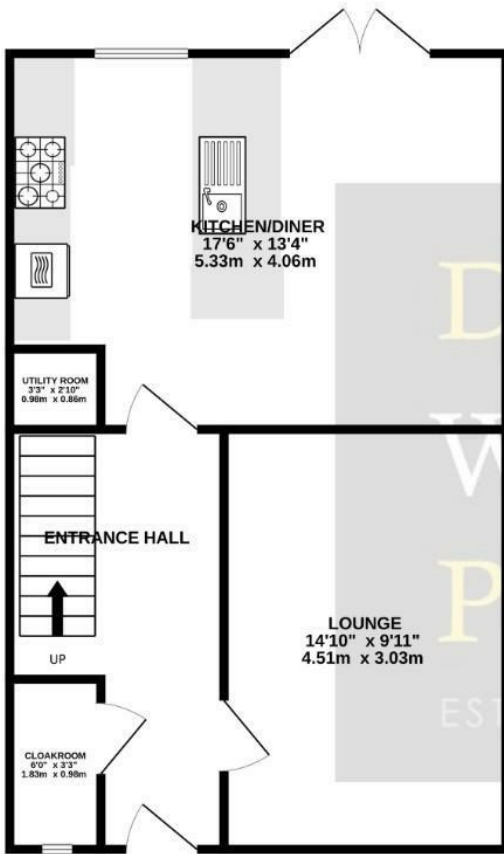 KITCHEN/DINER
17'6" x 13'4"
5.33m x 4.06m
D
UTILITY ROOM
3'3" x 2'10"
0.98m x 0.86m
W
ENTRANCE HALL
P
LOUNGE
14'10" x 9'11"
4.51m x 3.03m
UP
EST
CLOAKROOM
6'0" x 3'3"
1.83m x 0.98m